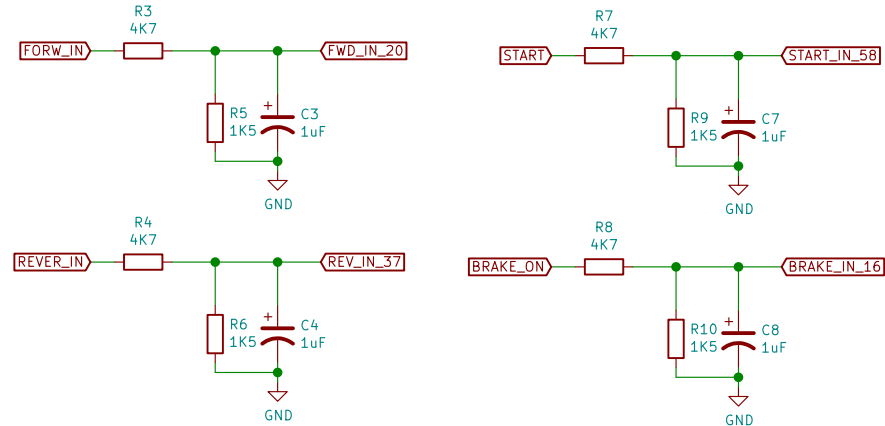 R3
4K7
FORW_IN
FWD_IN_20
R5
1K5
C3
1uF
GND
R7
4K7
START
START_IN_58
R9
1K5
C7
1uF
GND
R4
4K7
REVER_IN
REV_IN_37
R6
1K5
C4
1uF
GND
R8
4K7
BRAKE_ON
BRAKE_IN_16
R10
1K5
C8
1uF
GND